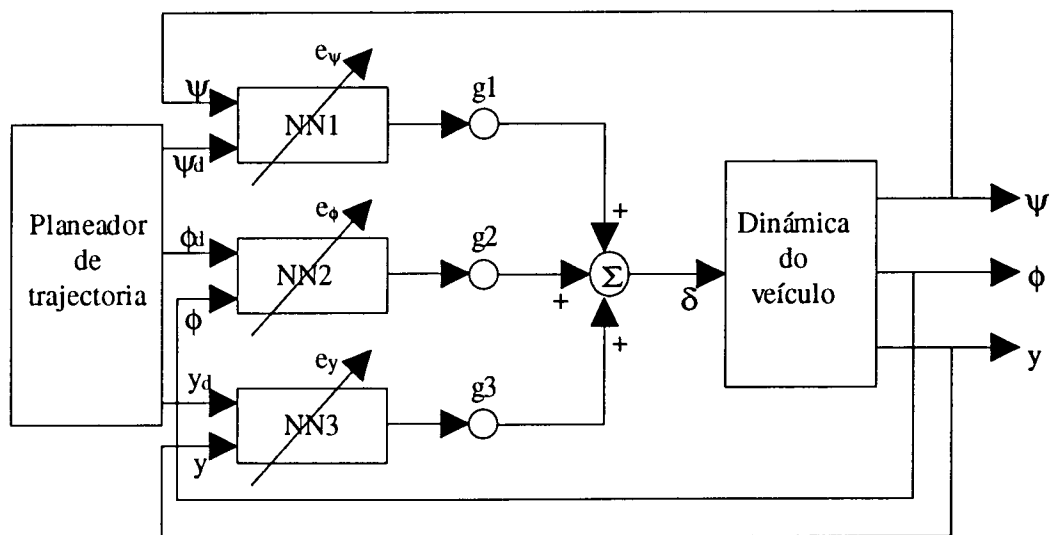 Planeador
de
trajectoria
ψ
ψd
NN1
eψ
g1
ϕd
ϕ
NN2
eϕ
g2
yd
y
NN3
ey
g3
+
+
+
Σ
δ
Dinámica
do
veículo
ψ
ϕ
y